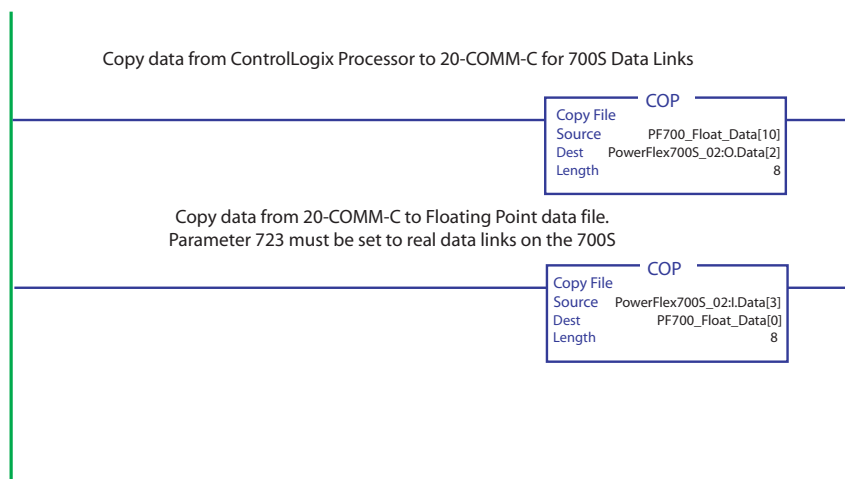 Copy data from ControlLogix Processor to 20-COMM-C for 700S Data Links
COP
Copy File
Source PF700_Float_Data[10]
Dest PowerFlex700S_02:O.Data[2]
Length 8
Copy data from 20-COMM-C to Floating Point data file.
Parameter 723 must be set to real data links on the 700S
COP
Copy File
Source PowerFlex700S_02:I.Data[3]
Dest PF700_Float_Data[0]
Length 8